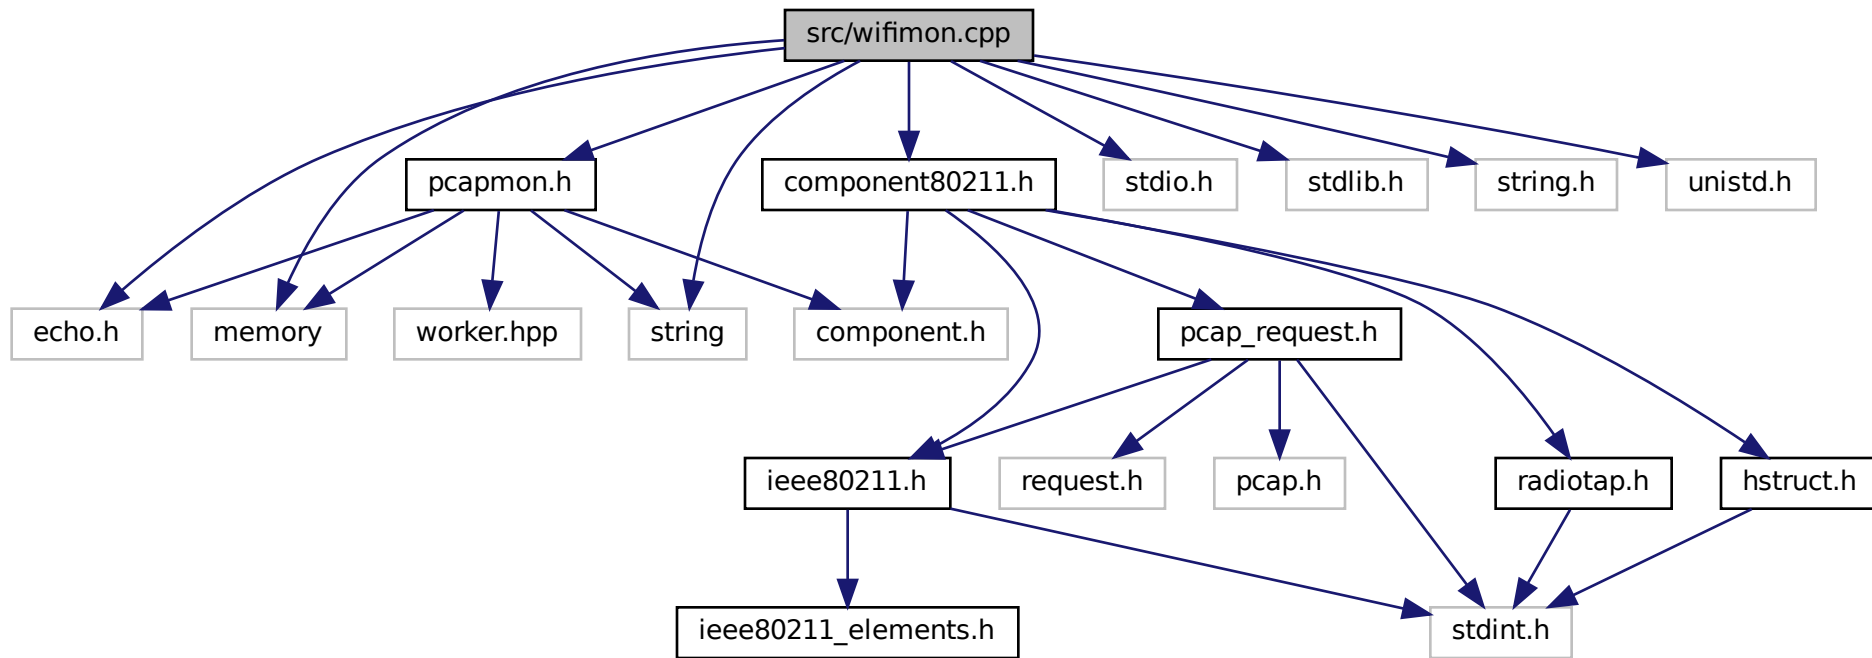 src/wifimon.cpp
pcapmon.h
component80211.h
stdio.h
stdlib.h
string.h
unistd.h
echo.h
memory
worker.hpp
string
component.h
pcap_request.h
ieee80211.h
request.h
pcap.h
radiotap.h
hstruct.h
ieee80211_elements.h
stdint.h